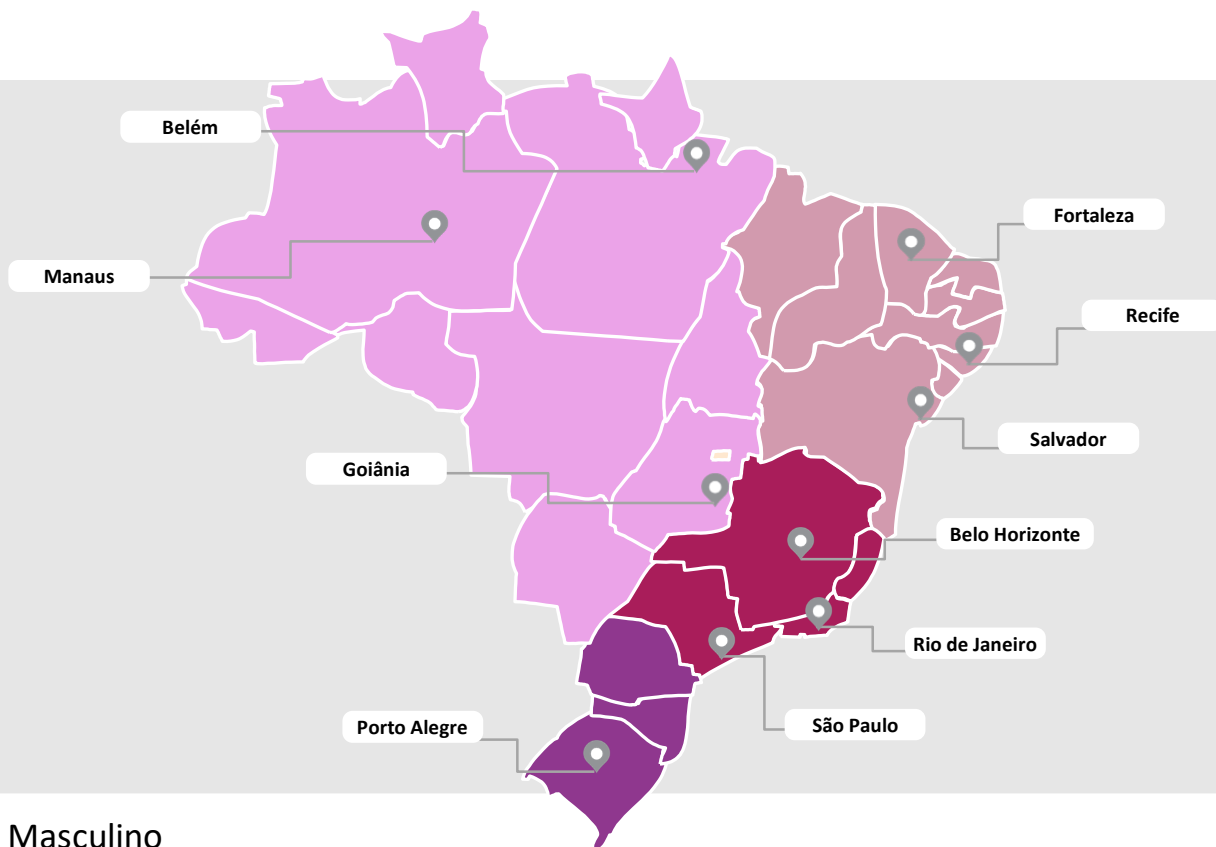 Belém
Fortaleza
Manaus
Recife
Salvador
Goiânia
Belo Horizonte
Rio de Janeiro
Porto Alegre
São Paulo
Masculino